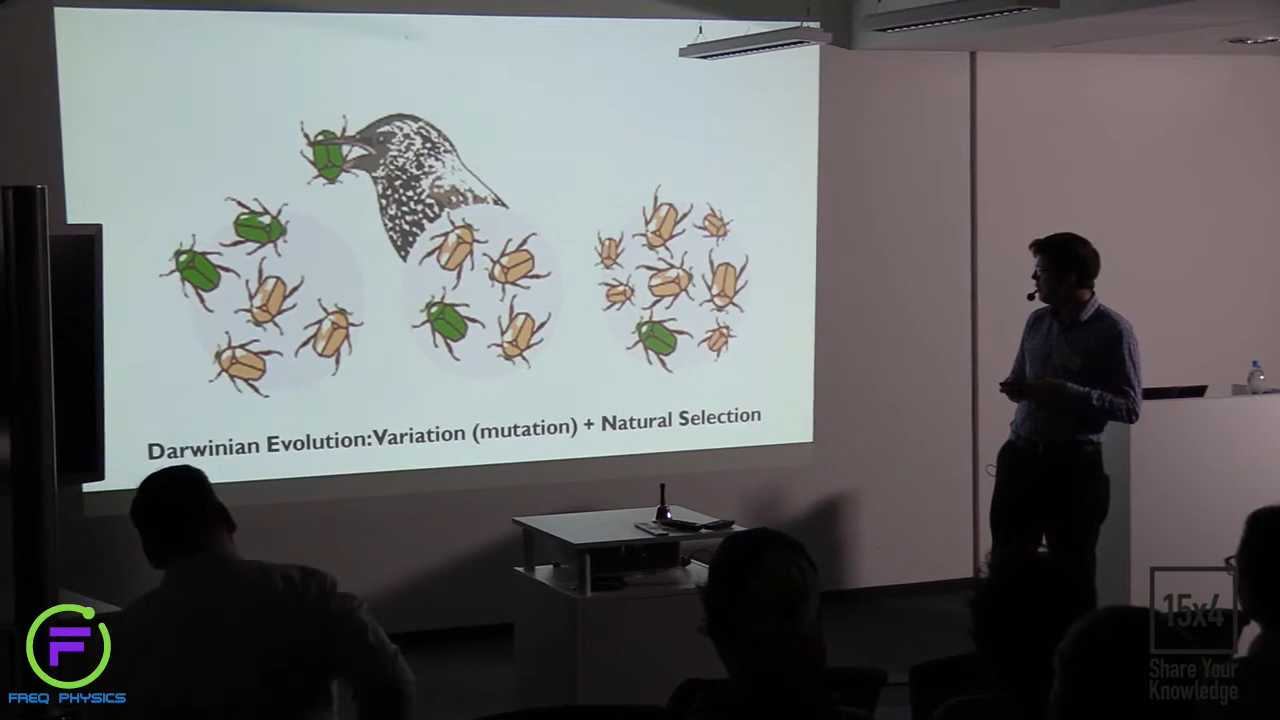 Darwinian Evolution: Variation (mutation) + Natural Selection
FREQ PHYSICS
15x4
Share Your
Knowledge